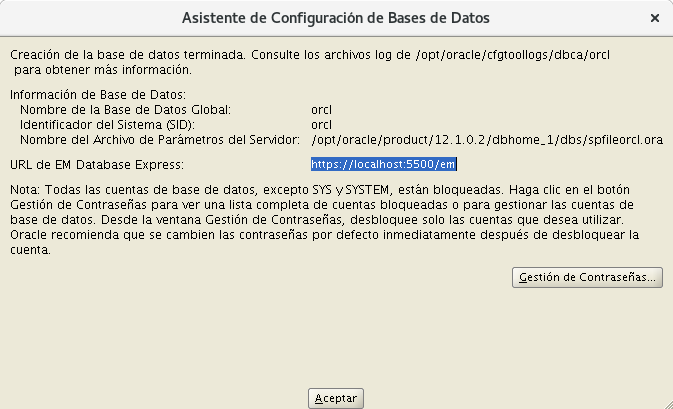 Asistente de Configuración de Bases de Datos
Creación de la base de datos terminada. Consulte los archivos log de /opt/oracle/cfgtoollogs/dbca/orcl
para obtener más información.
Información de Base de Datos:
Nombre de la Base de Datos Global: orcl
Identificador del Sistema (SID): orcl
Nombre del Archivo de Parámetros del Servidor: /opt/oracle/product/12.1.0.2/dbhome_1/dbs/spfileorcl.ora
URL de EM Database Express: https://localhost:5500/em
Nota: Todas las cuentas de base de datos, excepto SYS y SYSTEM, están bloqueadas. Haga clic en el botón
Gestión de Contraseñas para ver una lista completa de cuentas bloqueadas o para gestionar las cuentas de
base de datos. Desde la ventana Gestión de Contraseñas, desbloquee solo las cuentas que desea utilizar.
Oracle recomienda que se cambien las contraseñas por defecto inmediatamente después de desbloquear la
cuenta.
Gestión de Contraseñas...
Aceptar